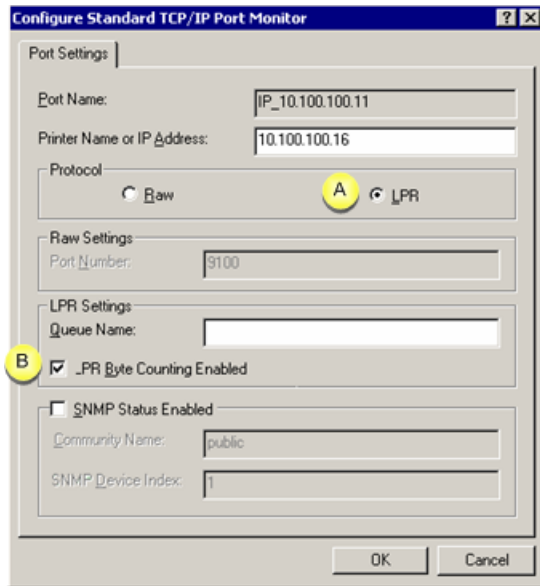 Configure Standard TCP/IP Port Monitor
Port Settings
Port Name: IP_10.100.100.11
Printer Name or IP Address: 10.100.100.16
Protocol
Raw A LPR
Raw Settings
Port Number: 9100
LPR Settings
Queue Name:
B .PR Byte Counting Enabled
SNMP Status Enabled
Community Name: public
SNMP Device Index: 1
OK Cancel